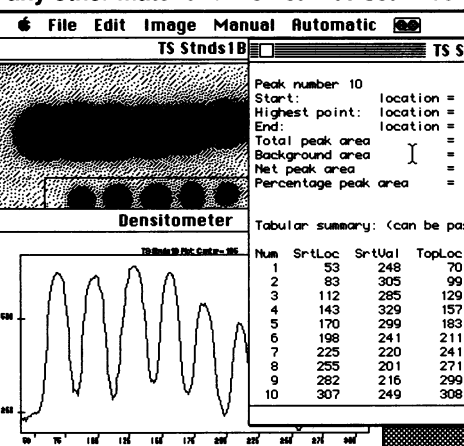 File Edit Image Manual Automatic
TS Stnds1B
TS S
Peak number 10
Start: location =
Highest point: location =
End: location =
Total peak area =
Background area =
Net peak area =
Percentage peak area =
Tabular summary: (can be pas
Num SrtLoc SrtVal TopLoc
1 53 248 70
2 83 305 99
3 112 285 129
4 143 329 157
5 170 299 183
6 198 241 211
7 225 220 241
8 255 201 271
9 282 216 299
10 307 249 308
Densitometer